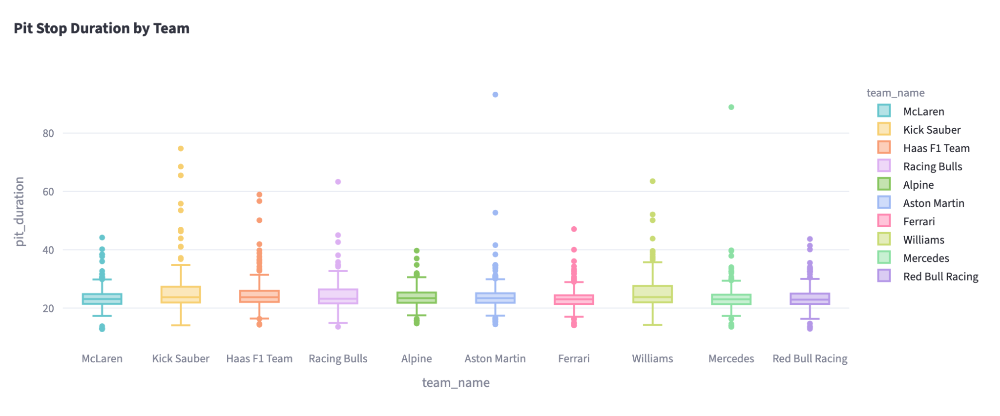 Pit Stop Duration by Team
pit_duration
80
60
40
20
McLaren
Kick Sauber
Haas F1 Team
Racing Bulls
Alpine
Aston Martin
Ferrari
Williams
Mercedes
Red Bull Racing
team_name
team_name
McLaren
Kick Sauber
Haas F1 Team
Racing Bulls
Alpine
Aston Martin
Ferrari
Williams
Mercedes
Red Bull Racing